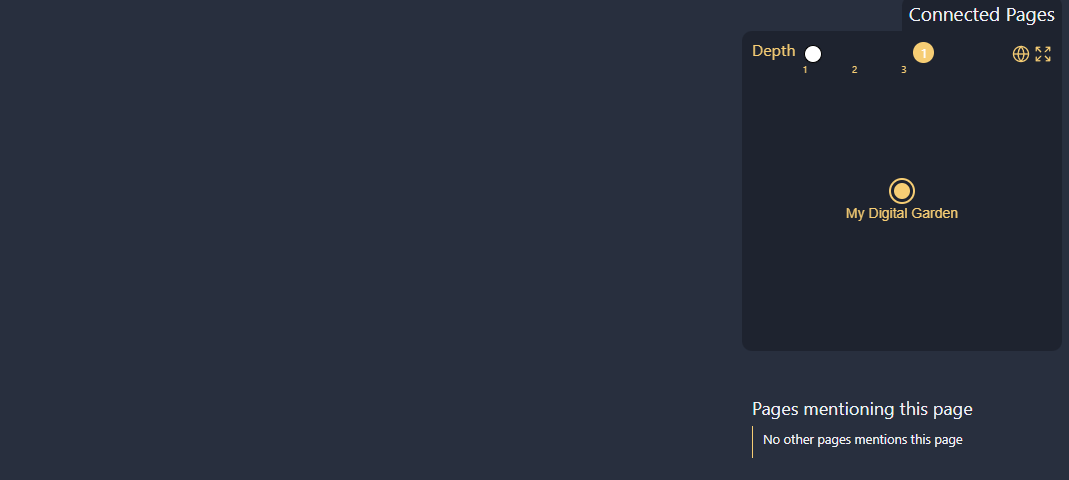 Connected Pages
Depth
1
1 2 3
My Digital Garden
Pages mentioning this page
No other pages mentions this page